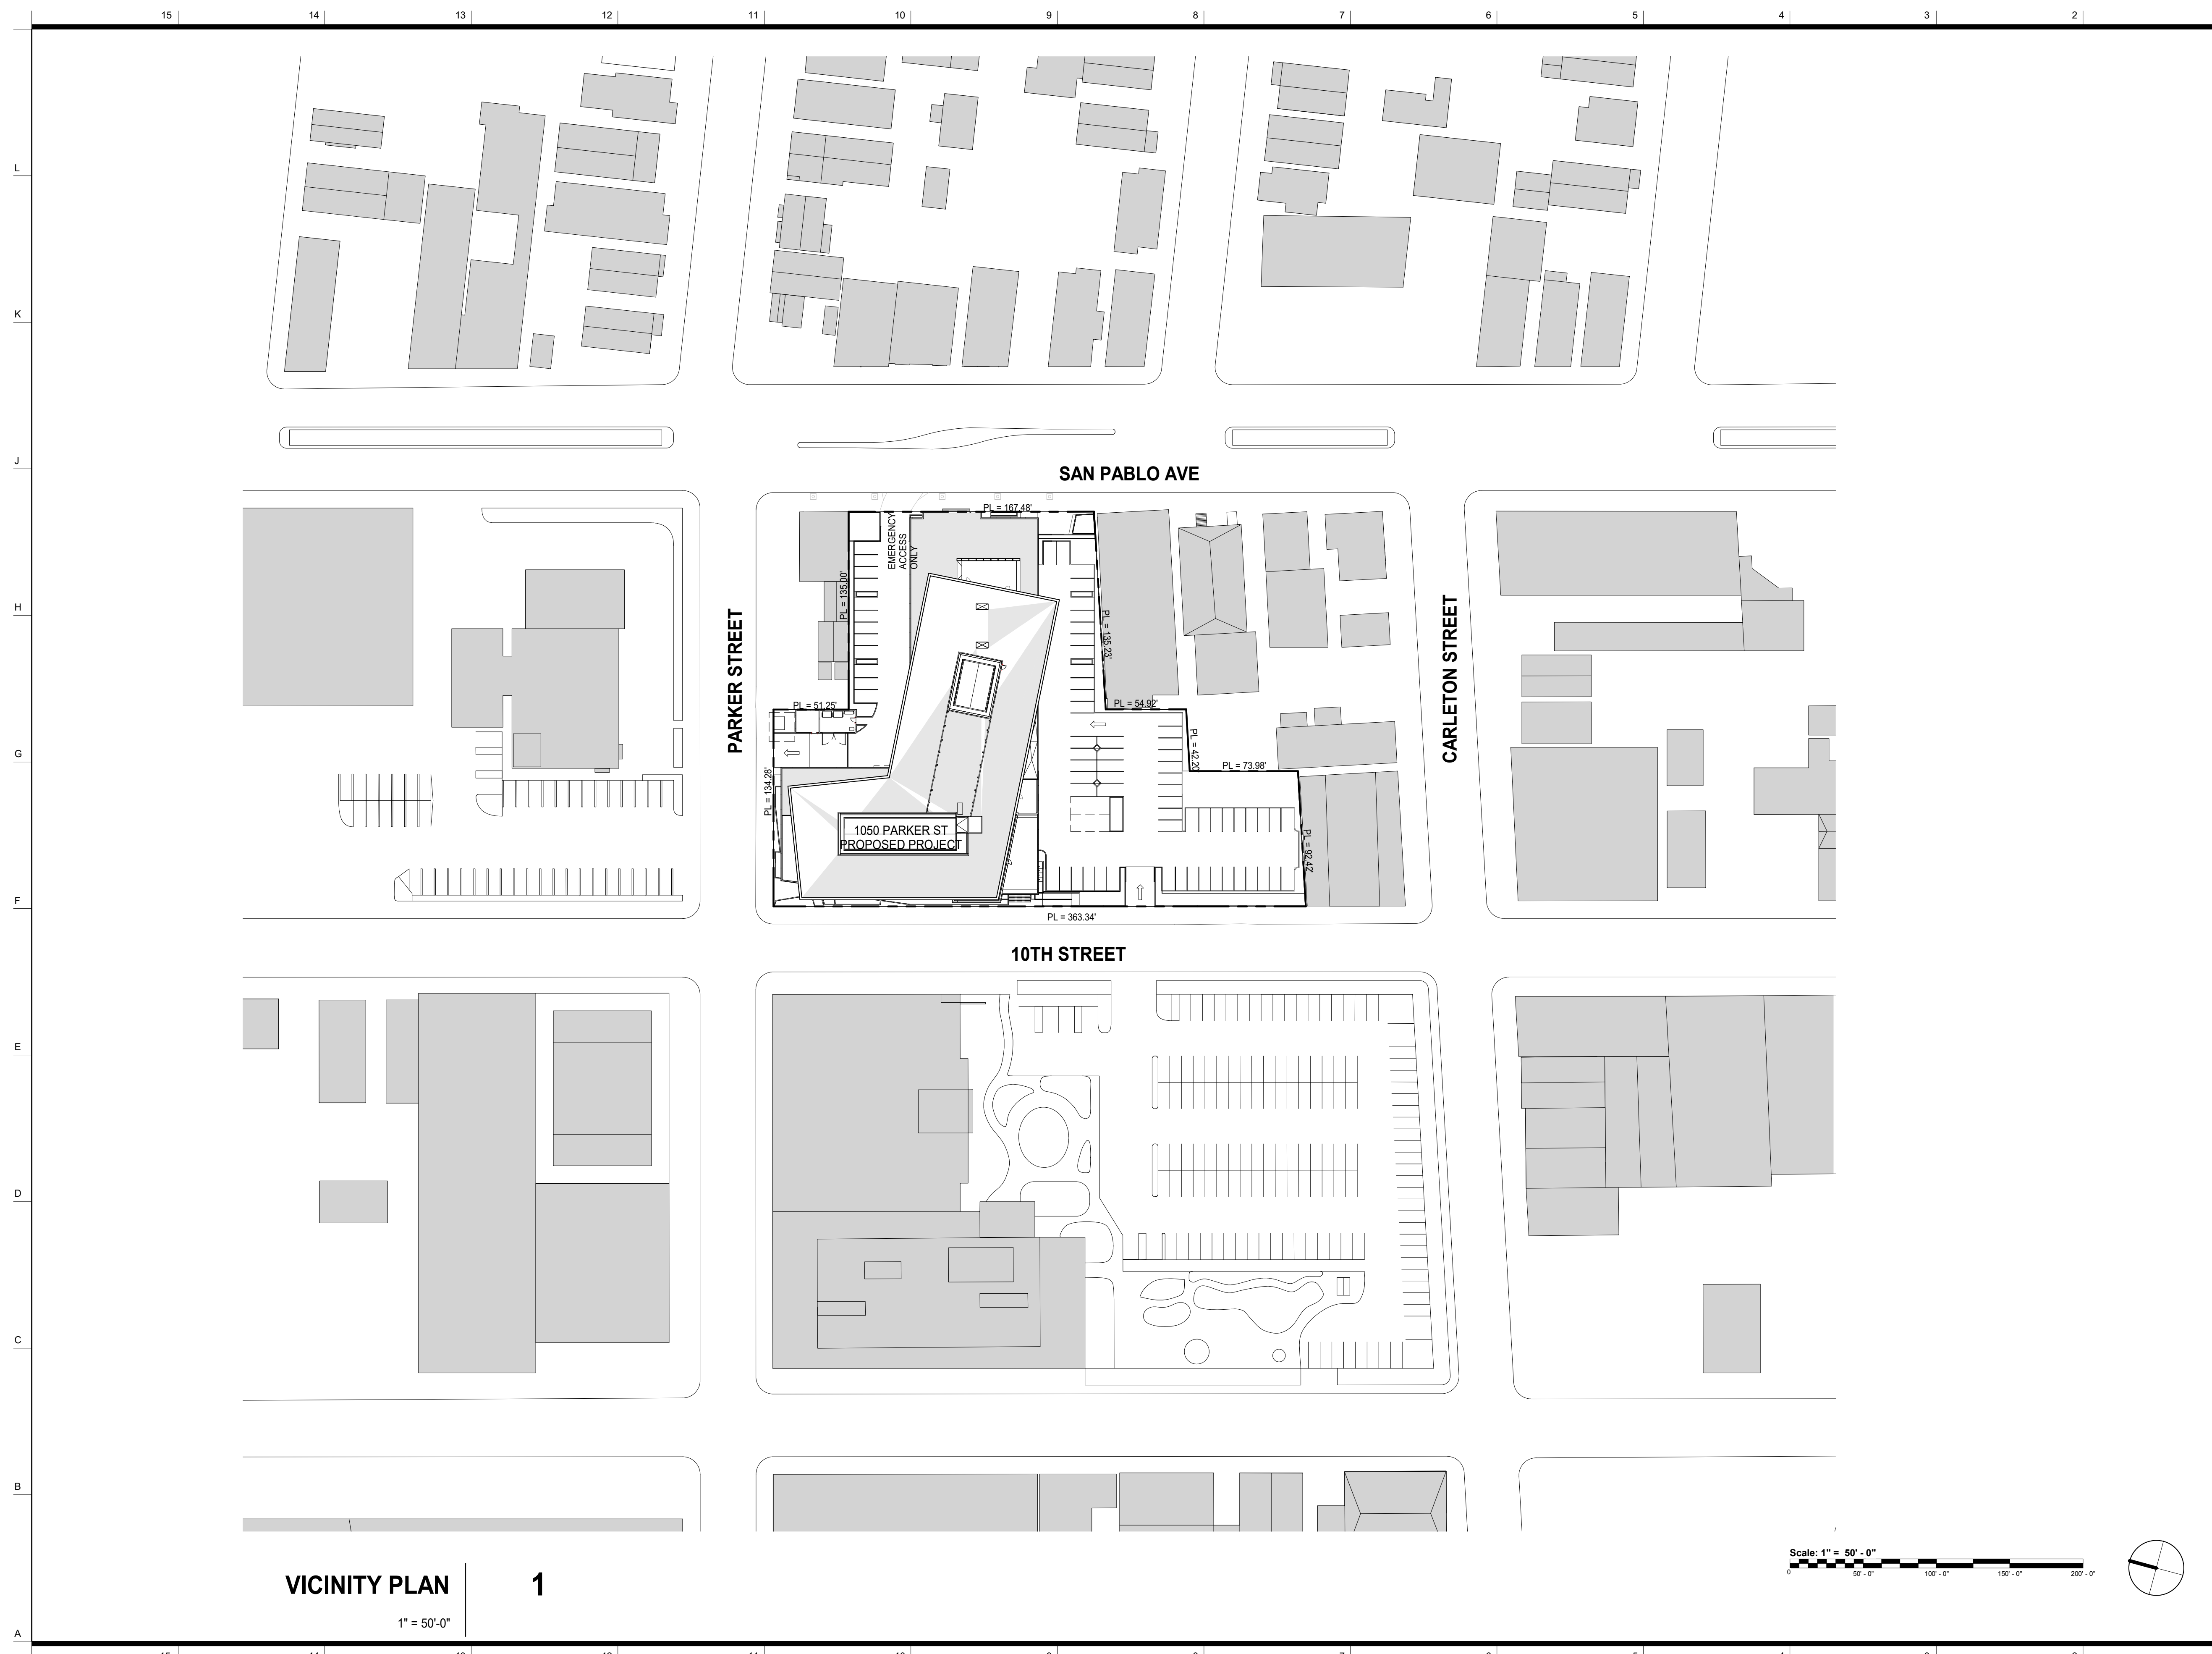 15 14 13 12 11 10 9 8 7 6 5 4 3 2
L
K
J
SAN PABLO AVE
PL = 167.48'
EMERGENCY
ACCESS
ONLY
PL = 135.00'
H
PARKER STREET
PL = 135.23'
CARLETON STREET
PL = 51.25'
PL = 54.92'
G
PL = 42.20'
PL = 73.98'
PL = 134.28'
1050 PARKER ST
PROPOSED PROJECT
PL = 92.42'
F
PL = 363.34'
10TH STREET
E
D
C
B
Scale: 1" = 50' - 0"
0 50' - 0" 100' - 0" 150' - 0" 200' - 0"
VICINITY PLAN 1
1" = 50'-0"
A